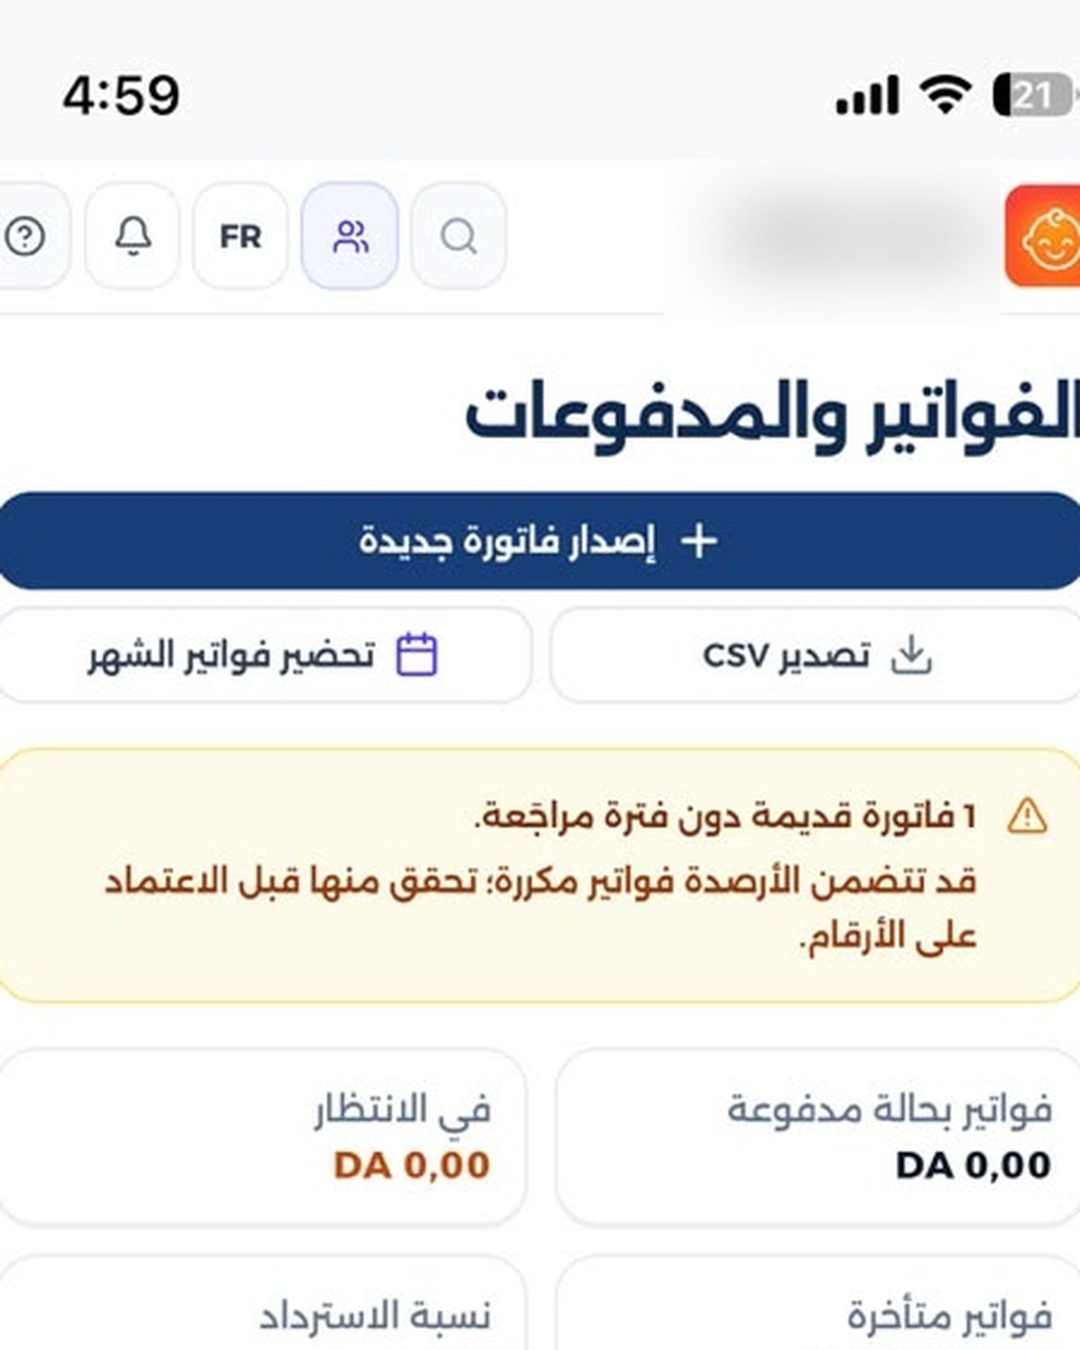 4:59
21
FR
الفواتير والمدفوعات
إصدار فاتورة جديدة
تصدير CSV
تحضير فواتير الشهر
1 فاتورة قديمة دون فترة مراجَعة.
قد تتضمن الأرصدة فواتير مكررة؛ تحقق منها قبل الاعتماد
على الأرقام.
فواتير بحالة مدفوعة
DA 0,00
في الانتظار
DA 0,00
فواتير متأخرة
نسبة الاسترداد